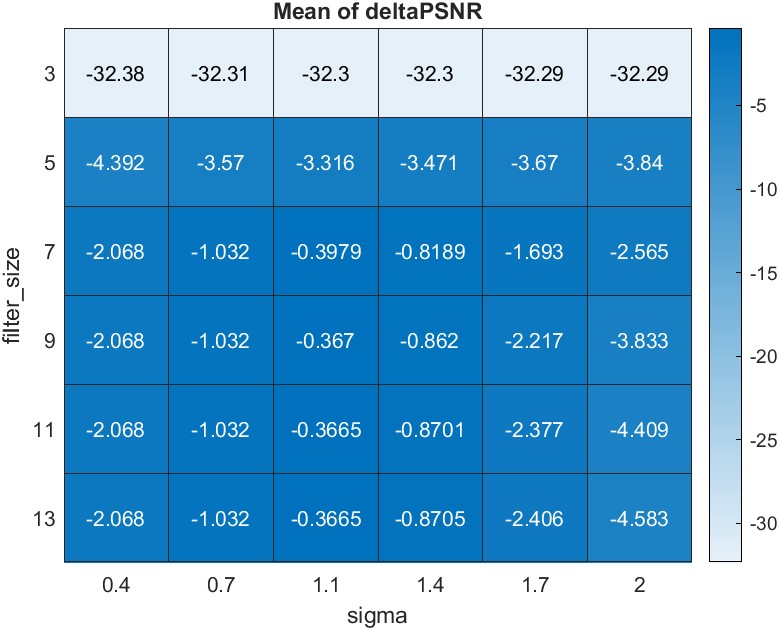 Mean of deltaPSNR
3 -32.38 -32.31 -32.3 -32.3 -32.29 -32.29
-5
5 -4.392 -3.57 -3.316 -3.471 -3.67 -3.84
-10
7 -2.068 -1.032 -0.3979 -0.8189 -1.693 -2.565
-15
filter_size
9 -2.068 -1.032 -0.367 -0.862 -2.217 -3.833
-20
11 -2.068 -1.032 -0.3665 -0.8701 -2.377 -4.409
-25
13 -2.068 -1.032 -0.3665 -0.8705 -2.406 -4.583
-30
0.4 0.7 1.1 1.4 1.7 2
sigma